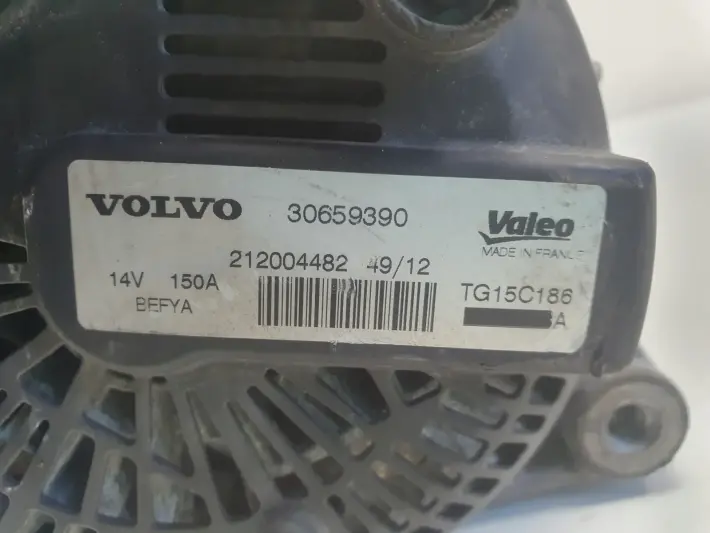 VOLVO 30659390 Valeo
MADE IN FRANCE
212004482 49/12
14V 150A TG15C186
BEFYA A